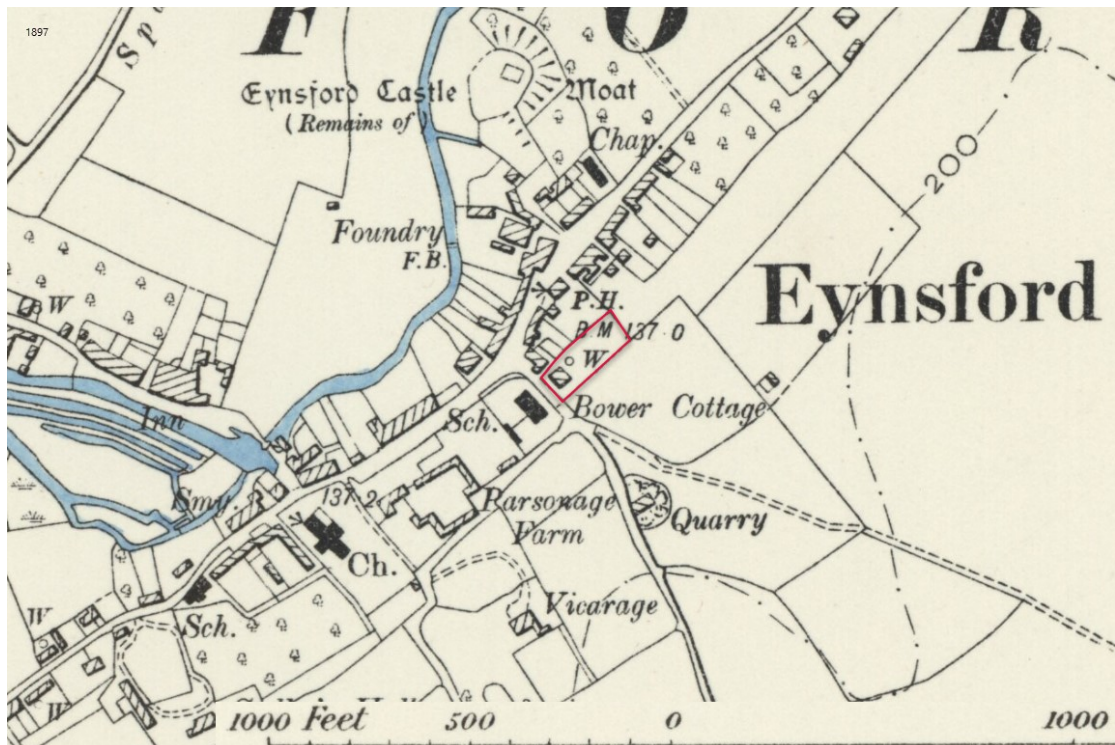 1897
F O R
Spa
Eynsford Castle
(Remains of)
Moat
Chap.
200
Foundry
F.B.
Eynsford
W
P.H.
B.M 137.0
W
Inn
Sch.
Bower Cottage
Smy.
137.2
Parsonage
Farm
Quarry
Ch.
Vicarage
W
Sch.
W
1000 Feet 500 0 1000